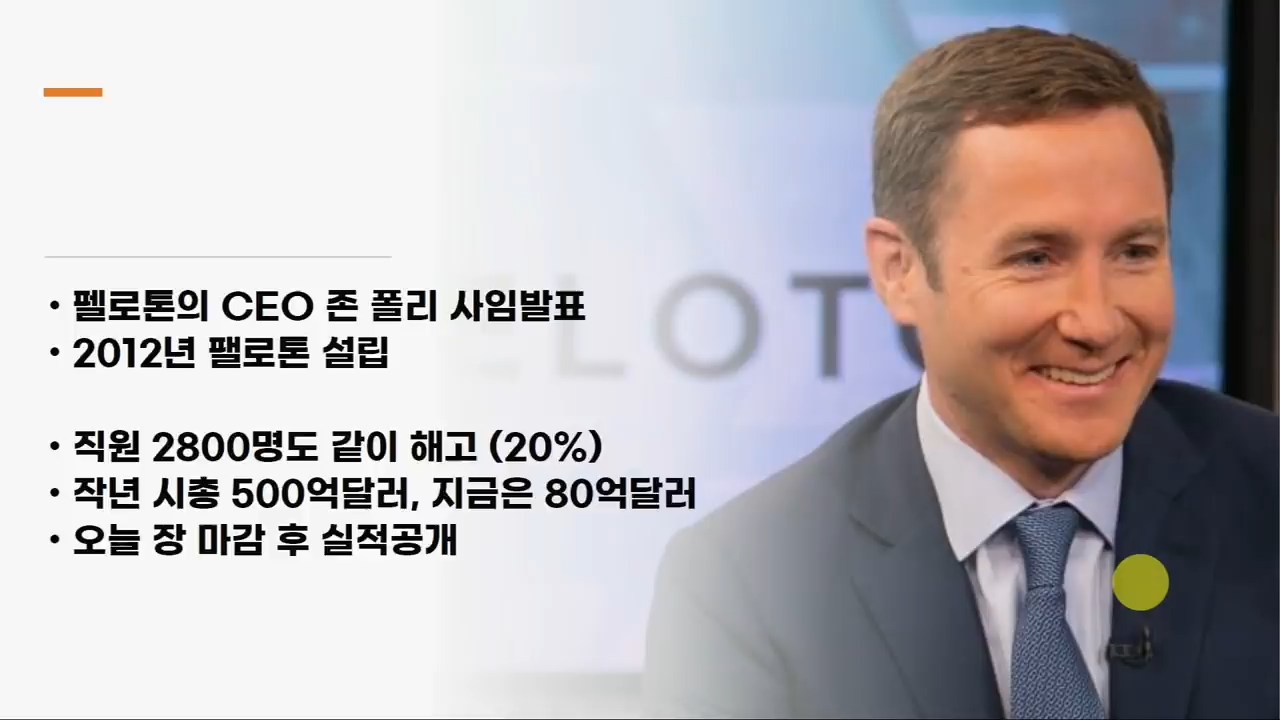 • 펠로톤의 CEO 존 폴리 사임발표
• 2012년 팰로톤 설립
• 직원 2800명도 같이 해고 (20%)
• 작년 시총 500억달러, 지금은 80억달러
• 오늘 장 마감 후 실적공개
ELOT